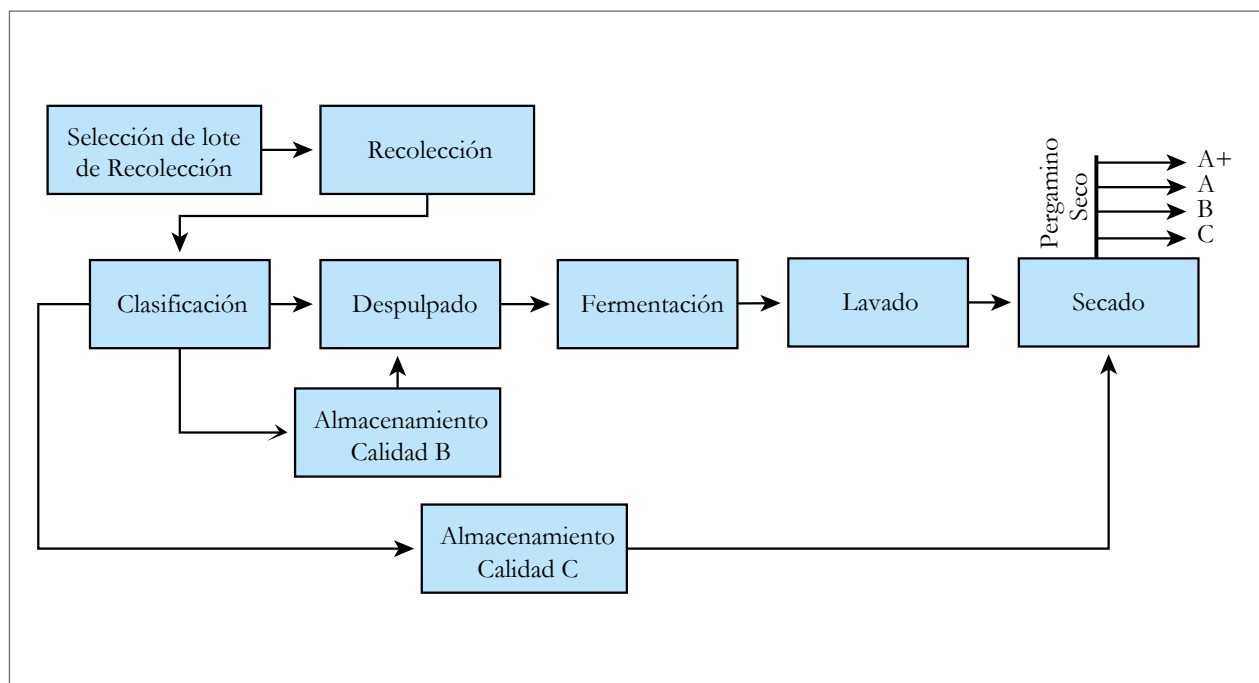 Selección de lote
de Recolección
Recolección
Pergamino
Seco
A+
A
B
C
Clasificación
Despulpado
Fermentación
Lavado
Secado
Almacenamiento
Calidad B
Almacenamiento
Calidad C